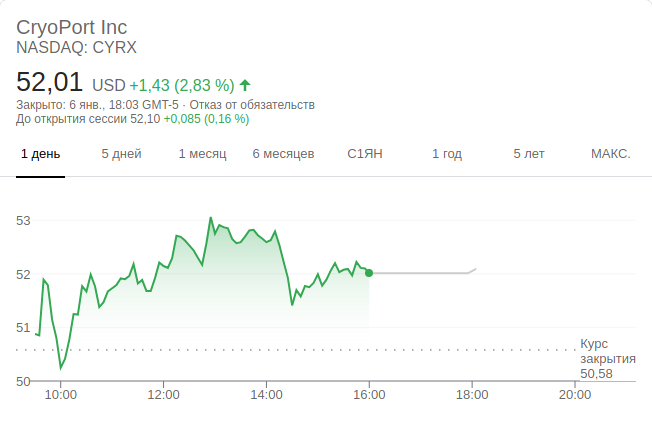 CryoPort Inc
NASDAQ: CYRX
52,01 USD +1,43 (2,83 %)
Закрыто: 6 янв., 18:03 GMT-5 · Отказ от обязательств
До открытия сессии 52,10 +0,085 (0,16 %)
1 день 5 дней 1 месяц 6 месяцев С1ЯН 1 год 5 лет МАКС.
53
52
51
Курс
закрытия
50,58
50
10:00 12:00 14:00 16:00 18:00 20:00